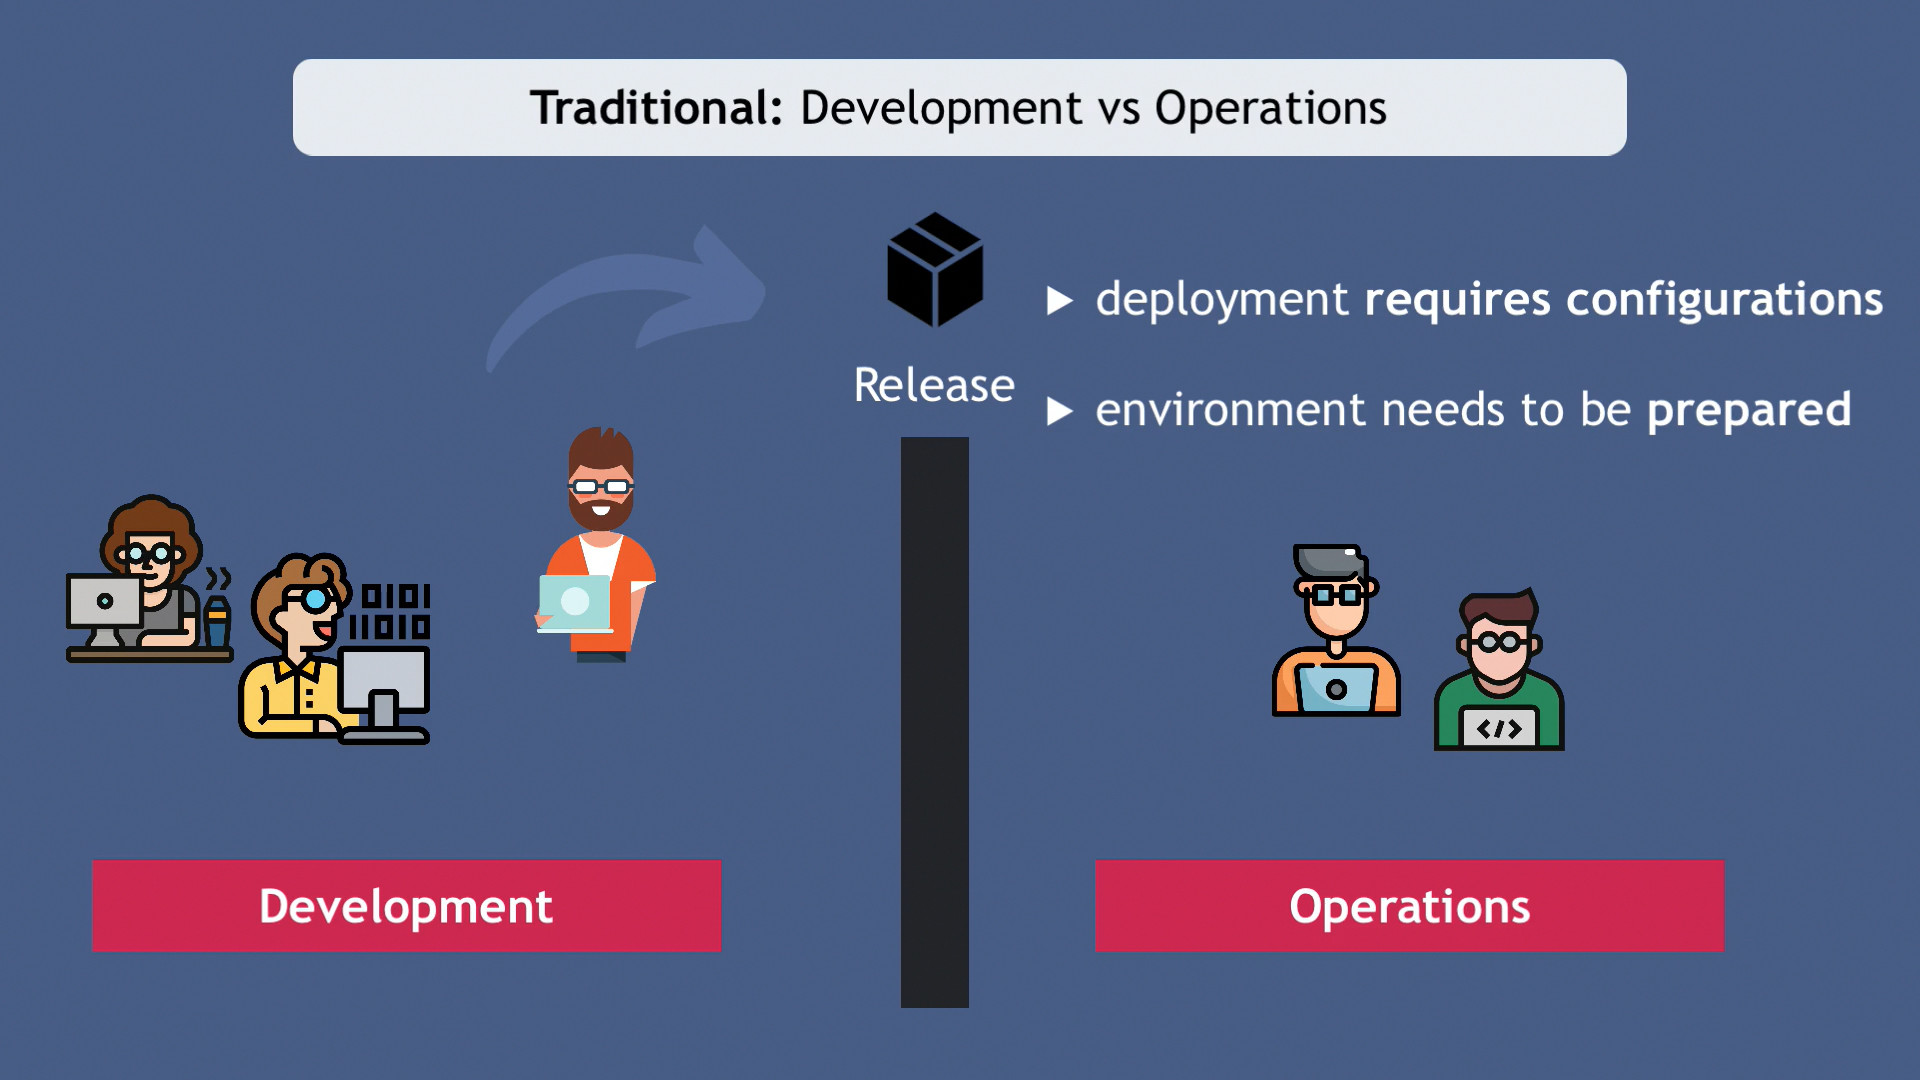 Traditional: Development vs Operations
▶ deployment requires configurations
Release
▶ environment needs to be prepared
0101
11010
</>
Development
Operations